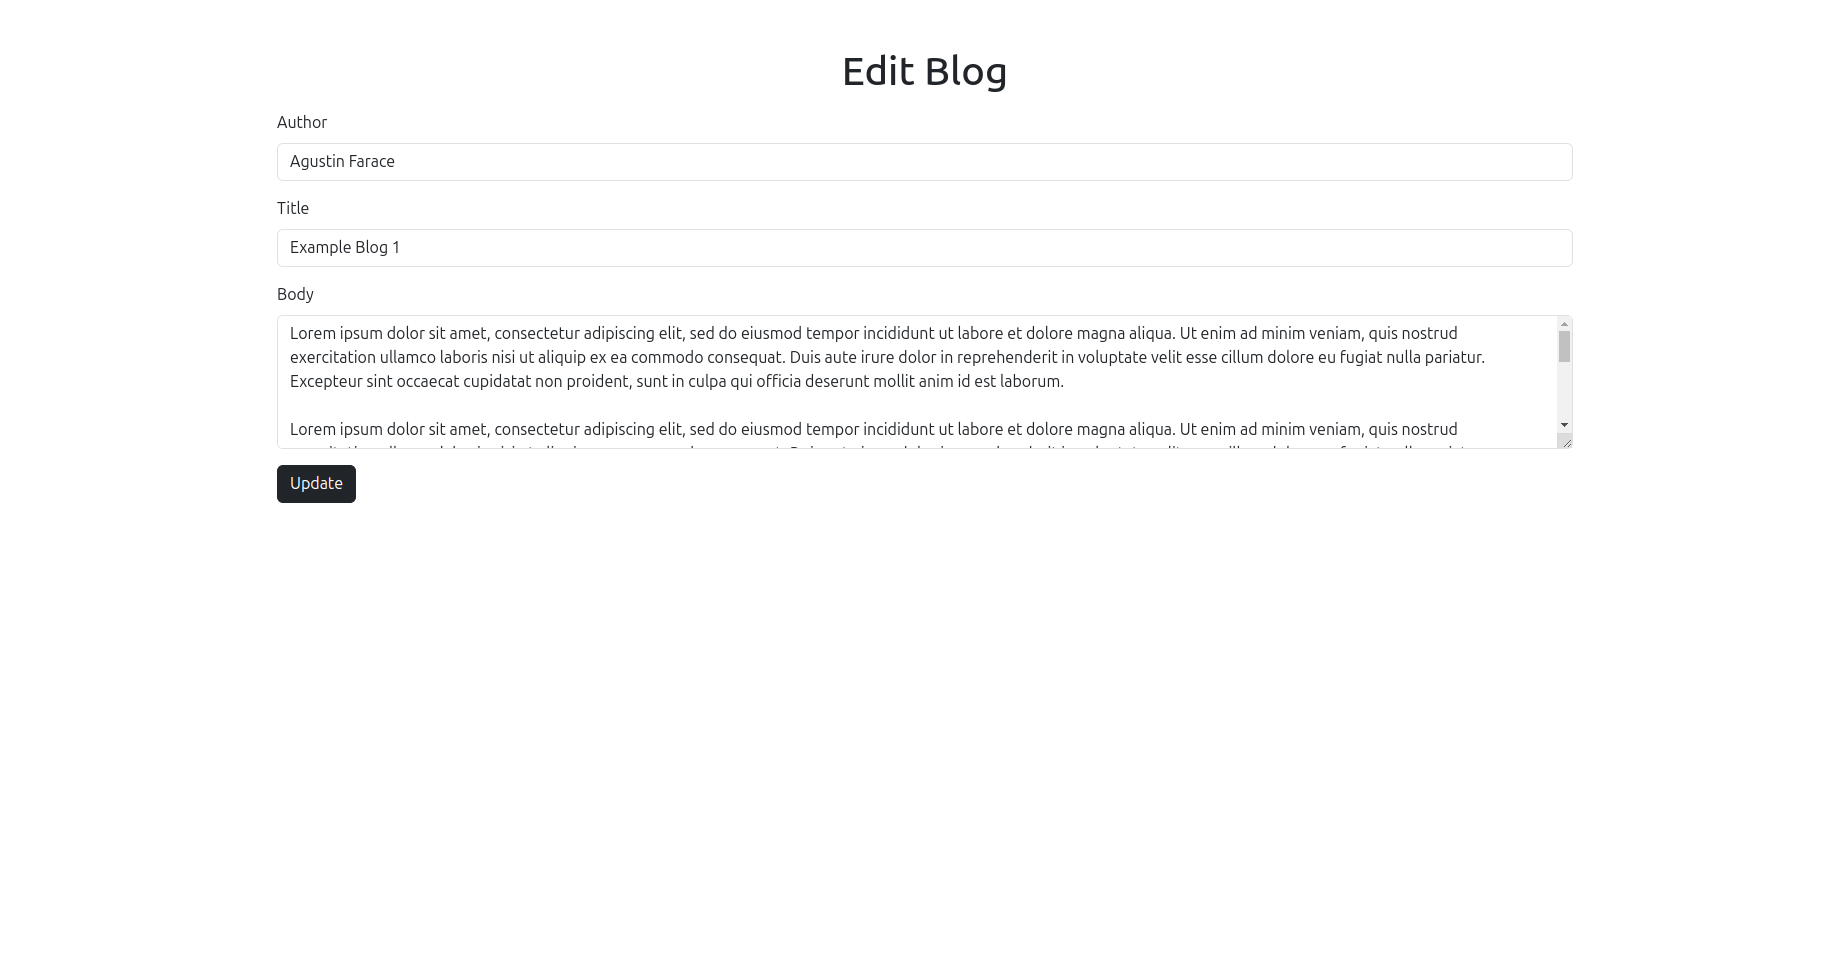 Edit Blog
Author
Agustin Farace
Title
Example Blog 1
Body
Lorem ipsum dolor sit amet, consectetur adipiscing elit, sed do eiusmod tempor incididunt ut labore et dolore magna aliqua. Ut enim ad minim veniam, quis nostrud
exercitation ullamco laboris nisi ut aliquip ex ea commodo consequat. Duis aute irure dolor in reprehenderit in voluptate velit esse cillum dolore eu fugiat nulla pariatur.
Excepteur sint occaecat cupidatat non proident, sunt in culpa qui officia deserunt mollit anim id est laborum.
Lorem ipsum dolor sit amet, consectetur adipiscing elit, sed do eiusmod tempor incididunt ut labore et dolore magna aliqua. Ut enim ad minim veniam, quis nostrud
Update